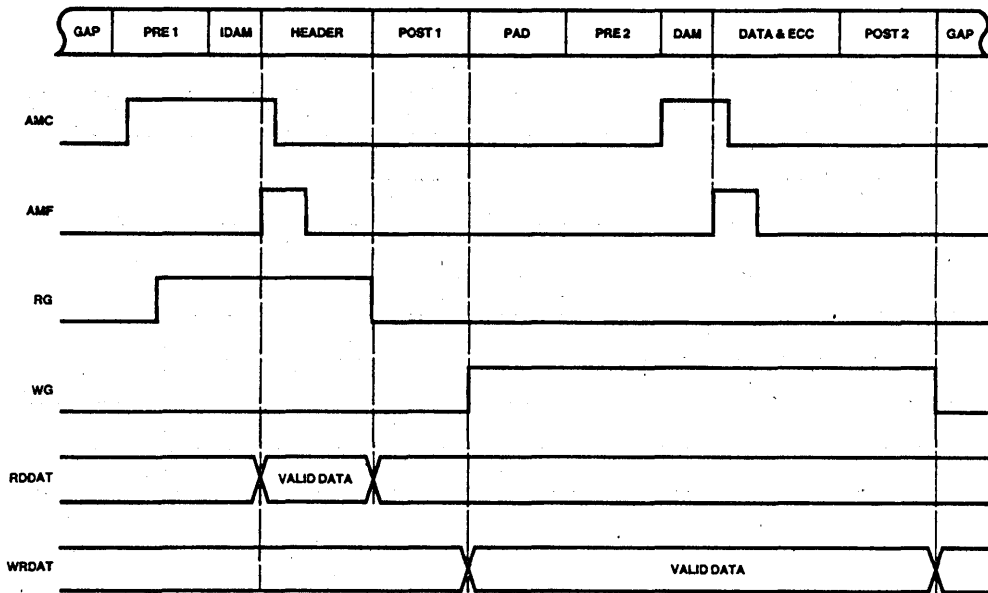 GAP PRE 1 IDAM HEADER POST 1 PAD PRE 2 DAM DATA & ECC POST 2 GAP
AMC
AMF
RG
WG
RDDAT VALID DATA
WRDAT VALID DATA